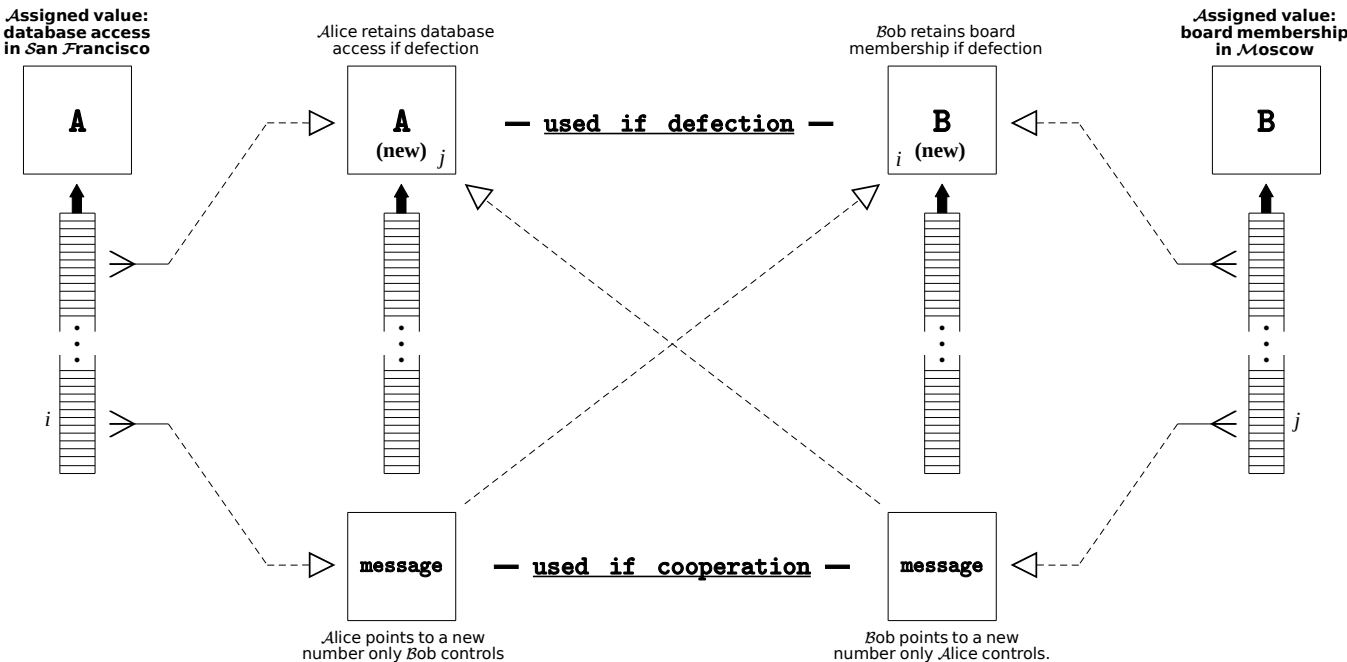 Assigned value:
database access
in San Francisco
Alice retains database
access if defection
Bob retains board
membership if defection
Assigned value:
board membership
in Moscow
A
A
(new) j
used if defection
B
i (new)
B
i
j
message
used if cooperation
message
Alice points to a new
number only Bob controls
Bob points to a new
number only Alice controls.